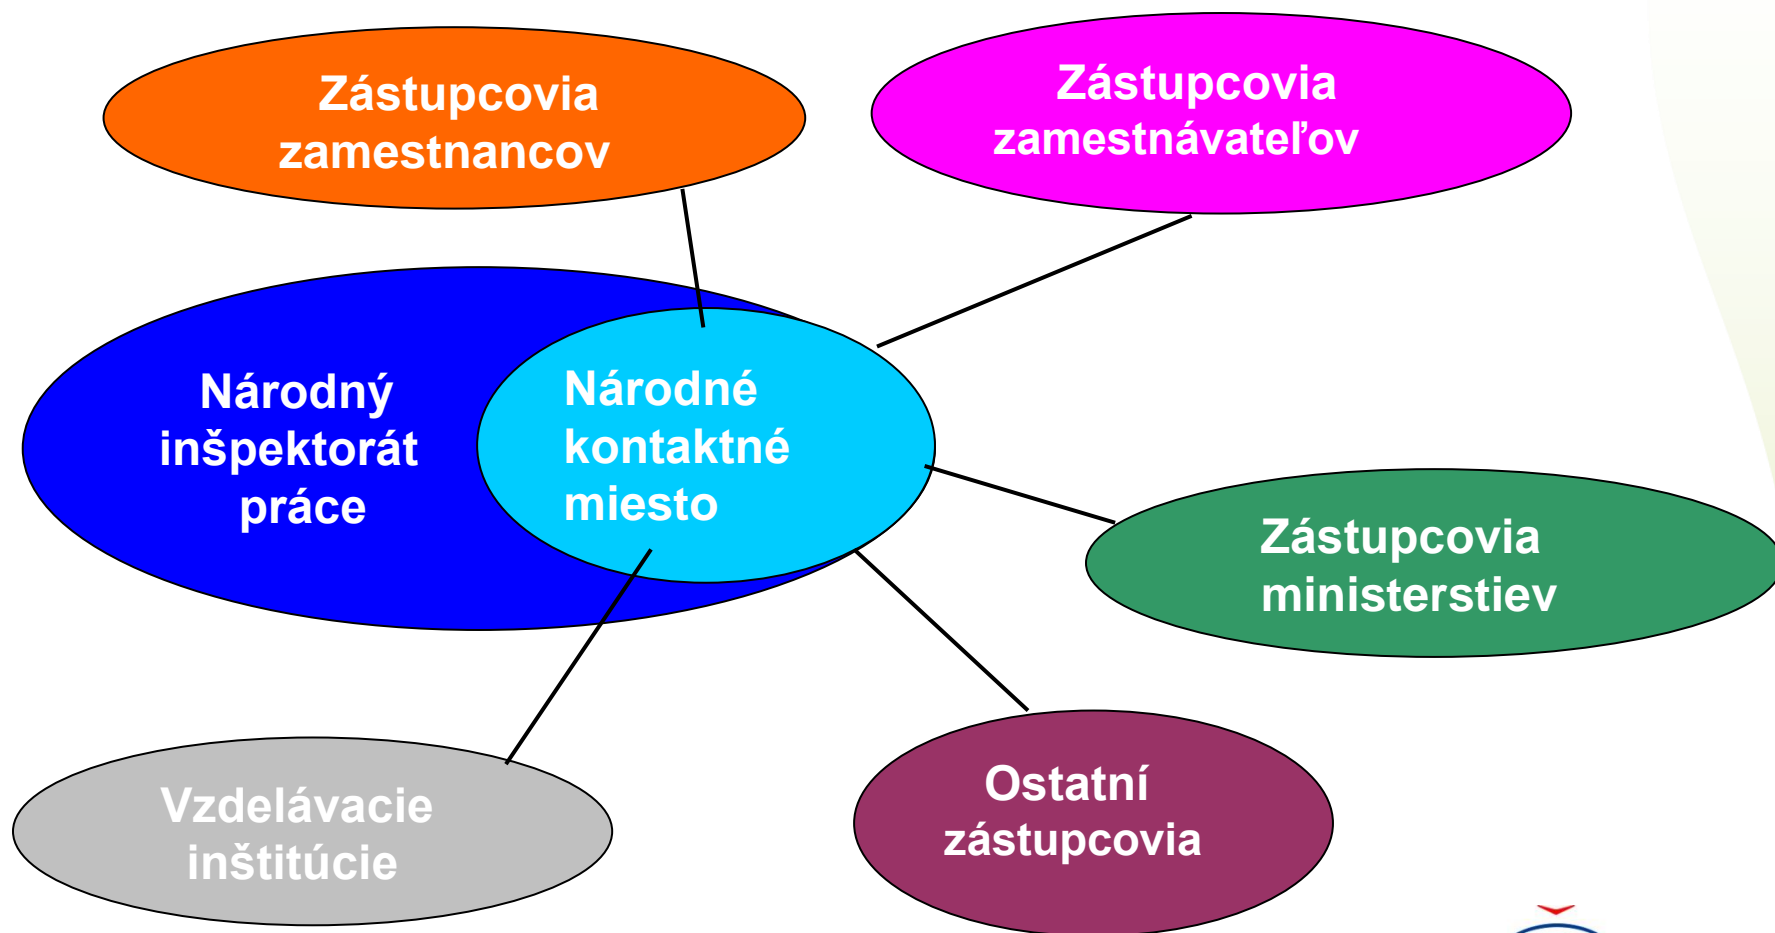 Zástupcovia
zamestnancov
Zástupcovia
zamestnávateľov
Národný
inšpektorát
práce
Národné
kontaktné
miesto
Zástupcovia
ministerstiev
Vzdelávacie
inštitúcie
Ostatní
zástupcovia